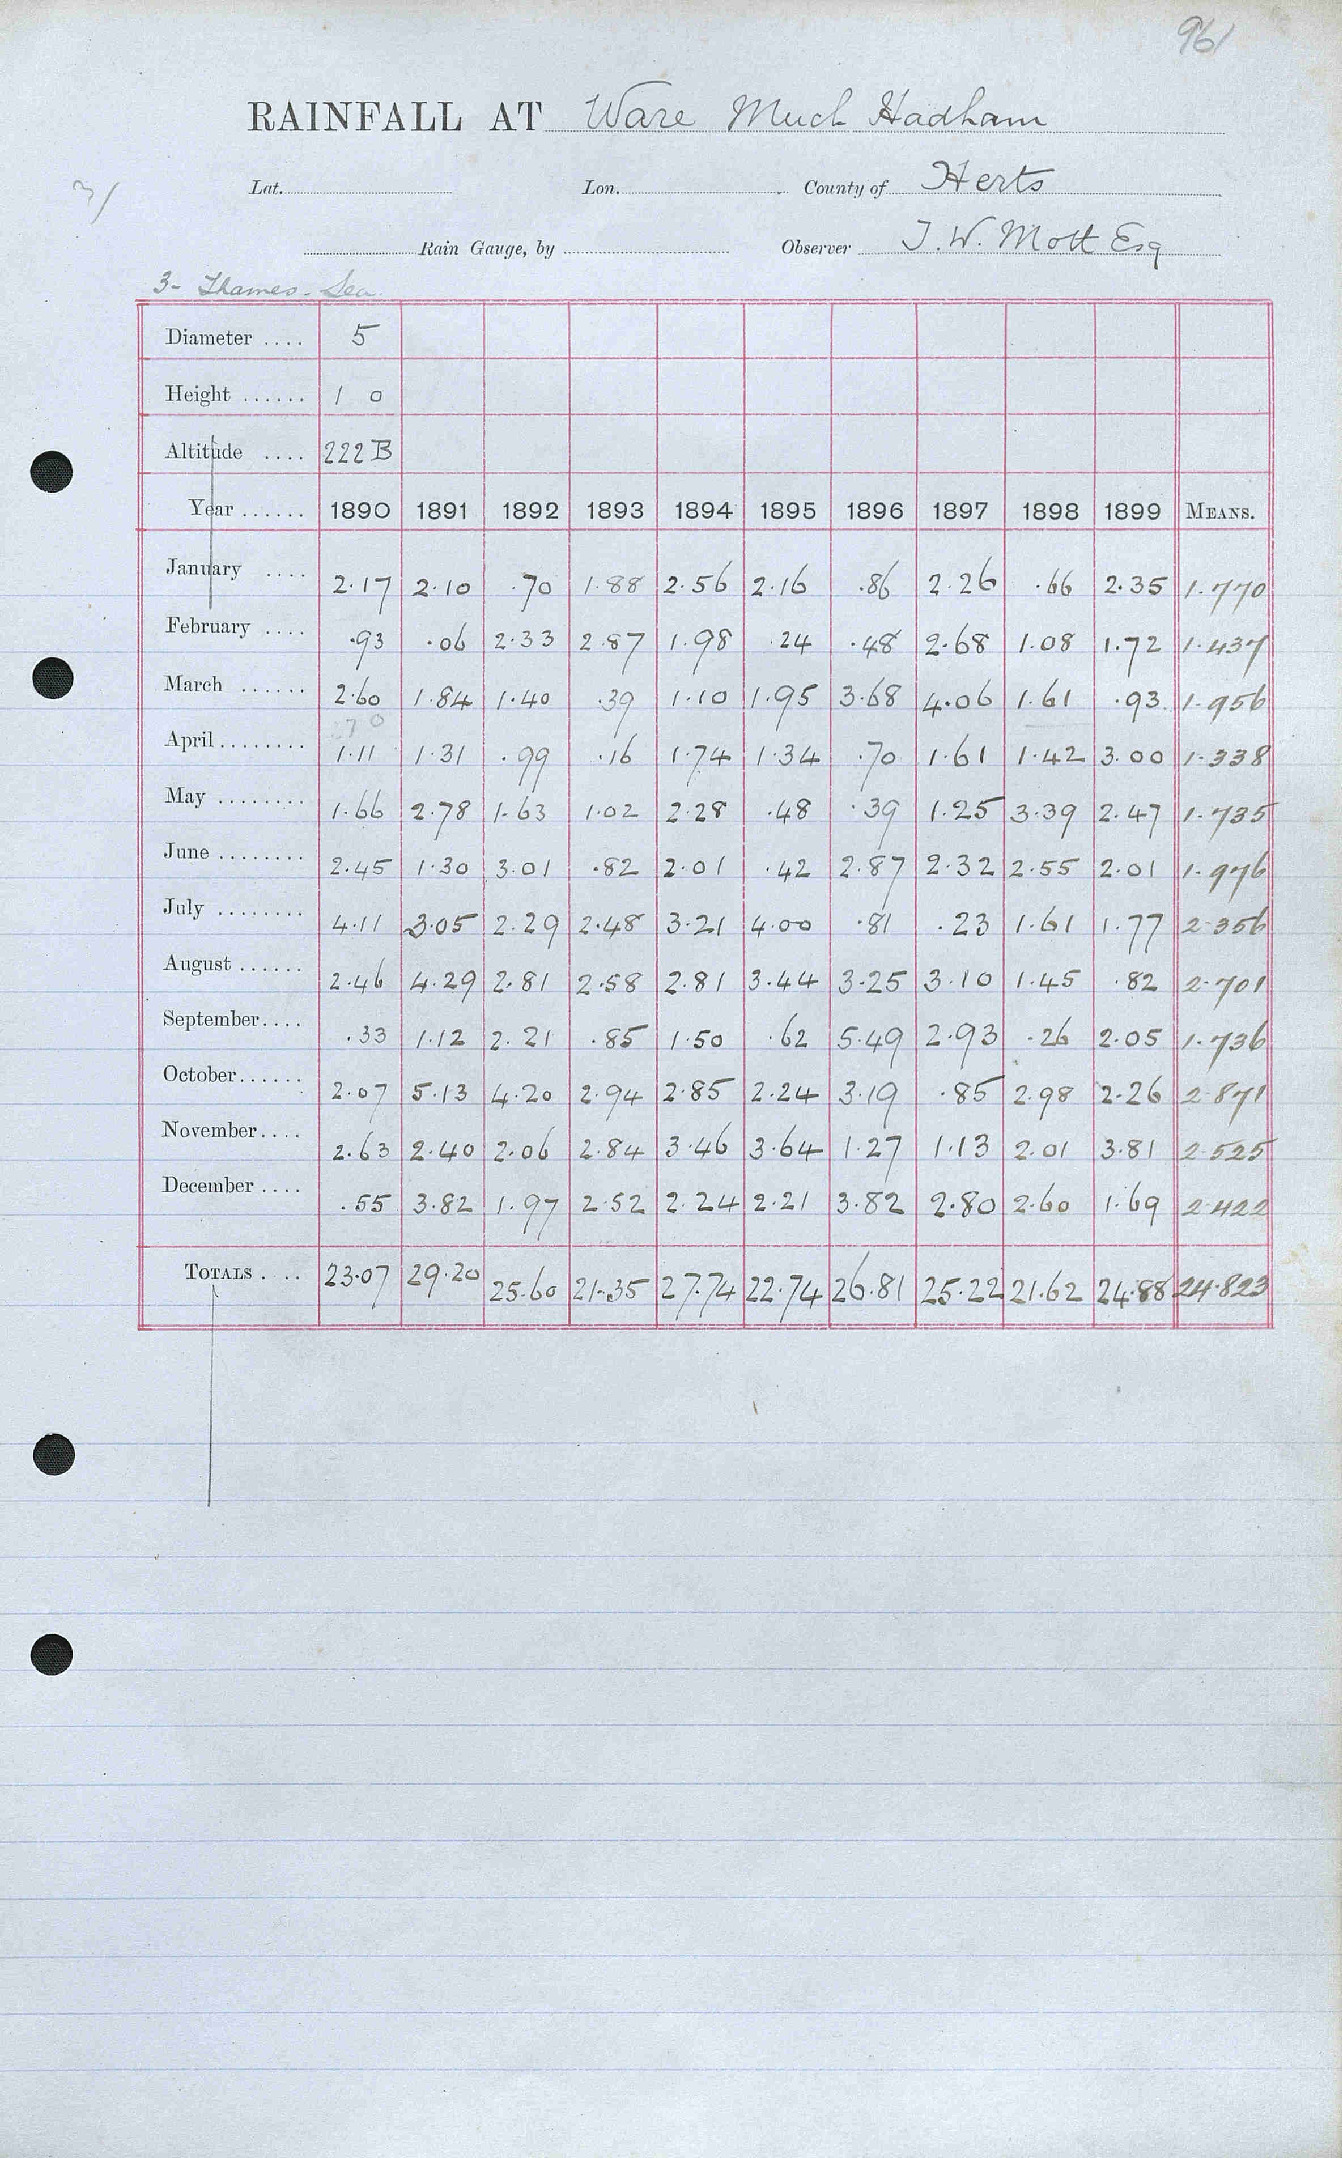 961
RAINFALL AT Ware Much Hadham
31
Lat. Lon. County of Herts
Rain Gauge, by Observer J. W. Mott Esq
3- Thames - Lea
Diameter .... 5
Height ...... 1 0
Altitude .... 222 B
Year ...... 1890 1891 1892 1893 1894 1895 1896 1897 1898 1899 MEANS.
January .... 2.17 2.10 .70 1.88 2.56 2.16 .86 2.26 .66 2.35 1.770
February .... .93 .06 2.33 2.87 1.98 .24 .48 2.68 1.08 1.72 1.437
March ...... 2.60 1.84 1.40 .39 1.10 1.95 3.68 4.06 1.61 .93 1.956
April ........ 1.11 1.31 .99 .16 1.74 1.34 .70 1.61 1.42 3.00 1.338
May ........ 1.66 2.78 1.63 1.02 2.28 .48 .39 1.25 3.39 2.47 1.735
June ........ 2.45 1.30 3.01 .82 2.01 .42 2.87 2.32 2.55 2.01 1.976
July ........ 4.11 3.05 2.29 2.48 3.21 4.00 .81 .23 1.61 1.77 2.356
August ...... 2.46 4.29 2.81 2.58 2.81 3.44 3.25 3.10 1.45 .82 2.701
September.... .33 1.12 2.21 .85 1.50 .62 5.49 2.93 .26 2.05 1.736
October...... 2.07 5.13 4.20 2.94 2.85 2.24 3.19 .85 2.98 2.26 2.871
November.... 2.63 2.40 2.06 2.84 3.46 3.64 1.27 1.13 2.01 3.81 2.525
December .... .55 3.82 1.97 2.52 2.24 2.21 3.82 2.80 2.60 1.69 2.422
TOTALS .... 23.07 29.20 25.60 21.35 27.74 22.74 26.81 25.22 21.62 24.88 24.823